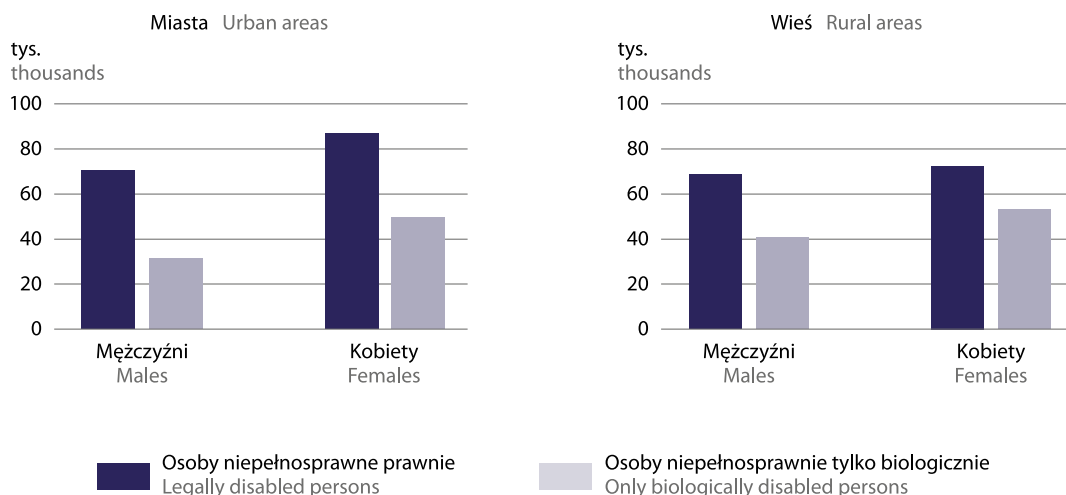 Miasta Urban areas
tys.
thousands
100
80
60
40
20
0
Mężczyźni Kobiety
Males Females
Wieś Rural areas
tys.
thousands
100
80
60
40
20
0
Mężczyźni Kobiety
Males Females
Osoby niepełnosprawne prawnie
Legally disabled persons
Osoby niepełnosprawnie tylko biologicznie
Only biologically disabled persons